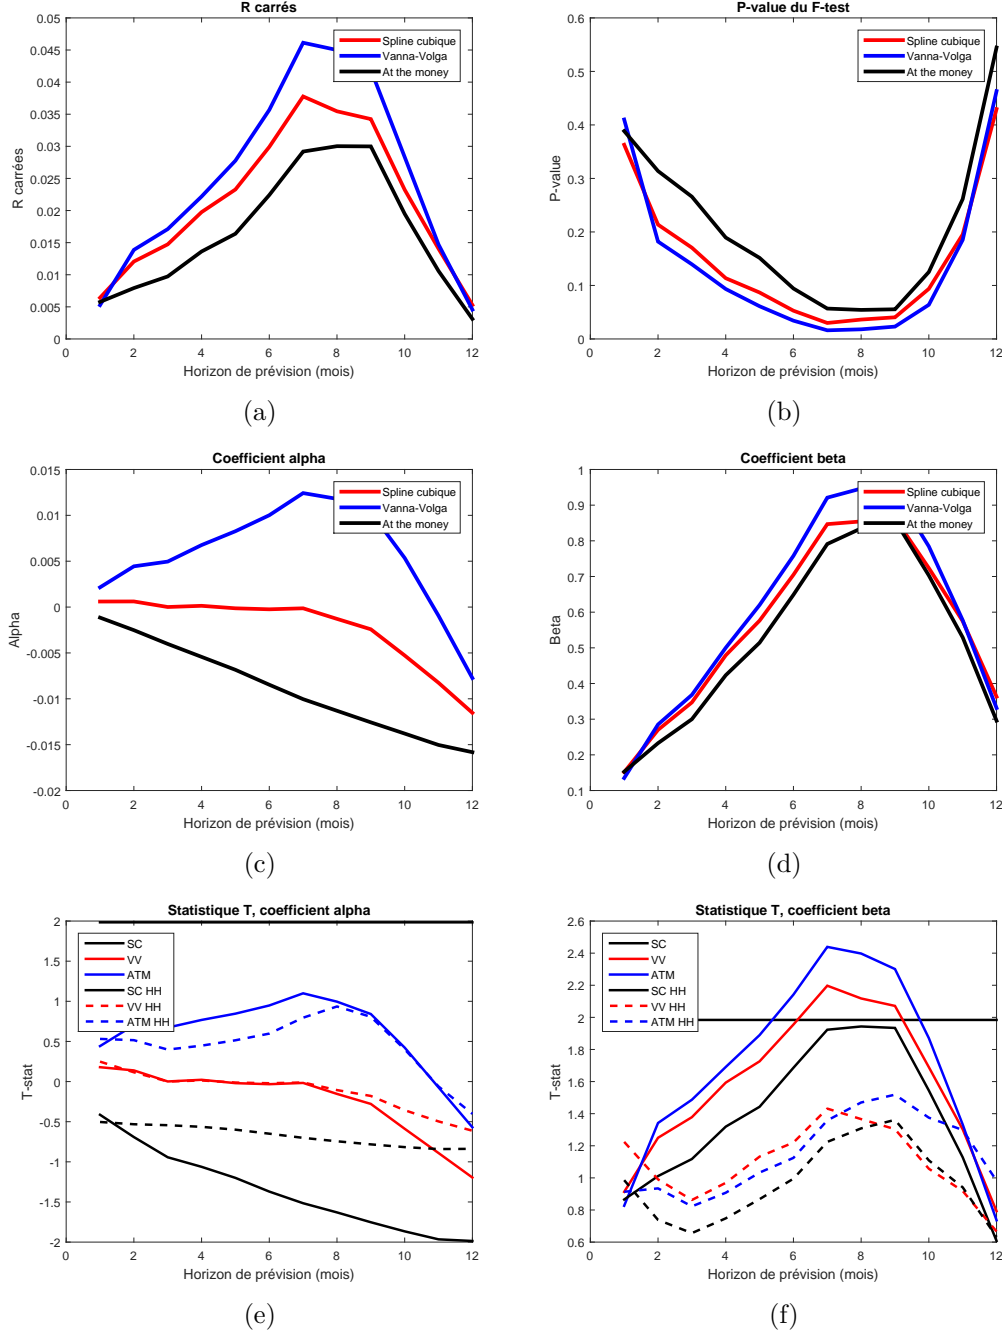 R carrés
0.05
0.045
0.04
0.035
0.03
0.025
0.02
0.015
0.01
0.005
0
R carrées
Spline cubique
Vanna-Volga
At the money
0 2 4 6 8 10 12
Horizon de prévision (mois)
(a)
P-value du F-test
0.6
0.5
0.4
0.3
0.2
0.1
0
P-value
Spline cubique
Vanna-Volga
At the money
0 2 4 6 8 10 12
Horizon de prévision (mois)
(b)
Coefficient alpha
0.015
0.01
0.005
0
-0.005
-0.01
-0.015
-0.02
Alpha
Spline cubique
Vanna-Volga
At the money
0 2 4 6 8 10 12
Horizon de prévision (mois)
(c)
Coefficient beta
1
0.9
0.8
0.7
0.6
0.5
0.4
0.3
0.2
0.1
Beta
Spline cubique
Vanna-Volga
At the money
0 2 4 6 8 10 12
Horizon de prévision (mois)
(d)
Statistique T, coefficient alpha
2
1
0.5
0
-0.5
-1
-1.5
-2
T-stat
SC
VV
ATM
SC HH
VV HH
ATM HH
0 2 4 6 8 10 12
Horizon de prévision (mois)
(e)
Statistique T, coefficient beta
2.6
2.4
2.2
2
1.8
1.6
1.4
1.2
1
0.8
0.6
T-stat
SC
VV
ATM
SC HH
VV HH
ATM HH
0 2 4 6 8 10 12
Horizon de prévision (mois)
(f)